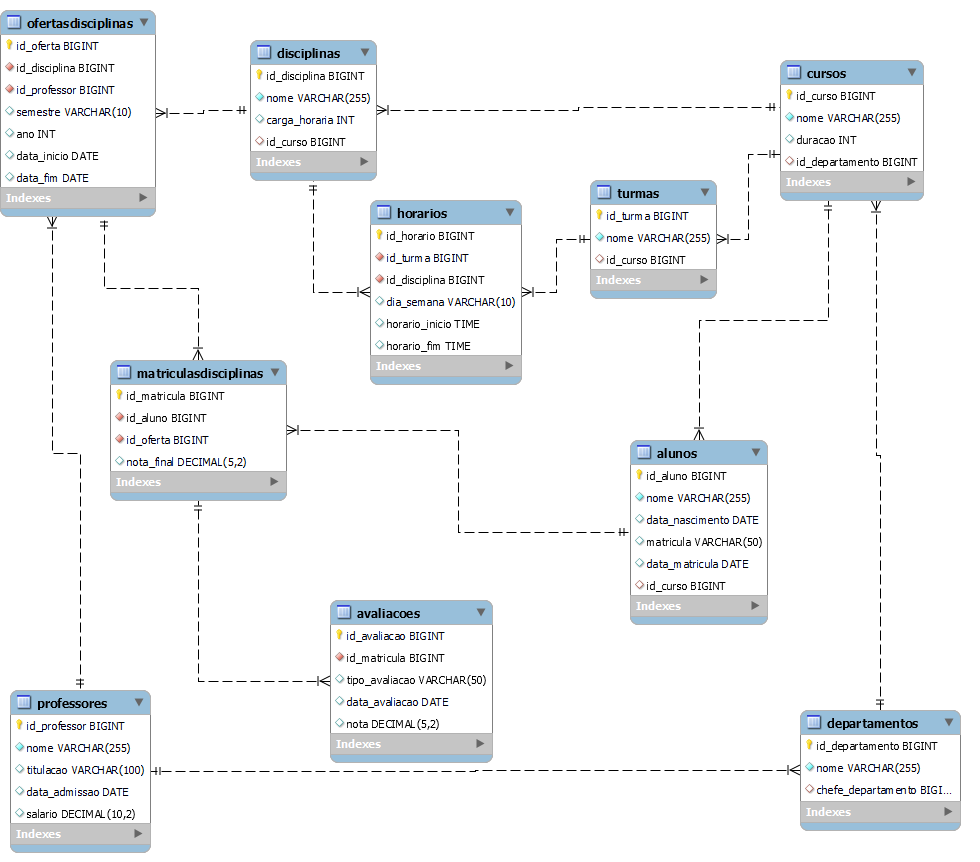 ofertasdisciplinas
id_oferta BIGINT
id_disciplina BIGINT
id_professor BIGINT
semestre VARCHAR(10)
ano INT
data_inicio DATE
data_fim DATE
Indexes
disciplinas
id_disciplina BIGINT
nome VARCHAR(255)
carga_horaria INT
id_curso BIGINT
Indexes
cursos
id_curso BIGINT
nome VARCHAR(255)
duracao INT
id_departamento BIGINT
Indexes
horarios
id_horario BIGINT
id_turma BIGINT
id_disciplina BIGINT
dia_semana VARCHAR(10)
horario_inicio TIME
horario_fim TIME
Indexes
turmas
id_turma BIGINT
nome VARCHAR(255)
id_curso BIGINT
Indexes
matriculasdisciplinas
id_matricula BIGINT
id_aluno BIGINT
id_oferta BIGINT
nota_final DECIMAL(5,2)
Indexes
alunos
id_aluno BIGINT
nome VARCHAR(255)
data_nascimento DATE
matricula VARCHAR(50)
data_matricula DATE
id_curso BIGINT
Indexes
avaliacoes
id_avaliacao BIGINT
id_matricula BIGINT
tipo_avaliacao VARCHAR(50)
data_avaliacao DATE
nota DECIMAL(5,2)
Indexes
professores
id_professor BIGINT
nome VARCHAR(255)
titulacao VARCHAR(100)
data_admissao DATE
salario DECIMAL(10,2)
Indexes
departamentos
id_departamento BIGINT
nome VARCHAR(255)
chefe_departamento BIGI...
Indexes